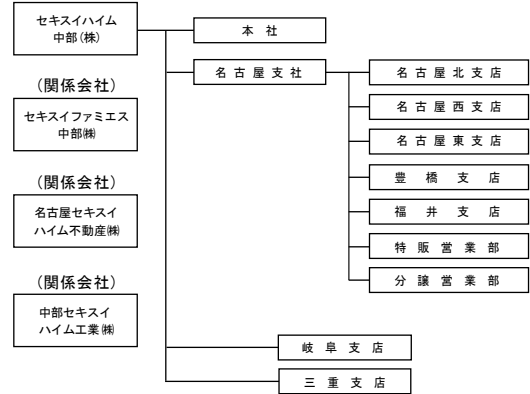 セキスイハイム
中部(株)
(関係会社)
セキスイファミエス
中部㈱
(関係会社)
名古屋セキスイ
ハイム不動産㈱
(関係会社)
中部セキスイ
ハイム工業㈱
本社
名古屋支社
名古屋北支店
名古屋西支店
名古屋東支店
豊橋支店
福井支店
特販営業部
分譲営業部
岐阜支店
三重支店